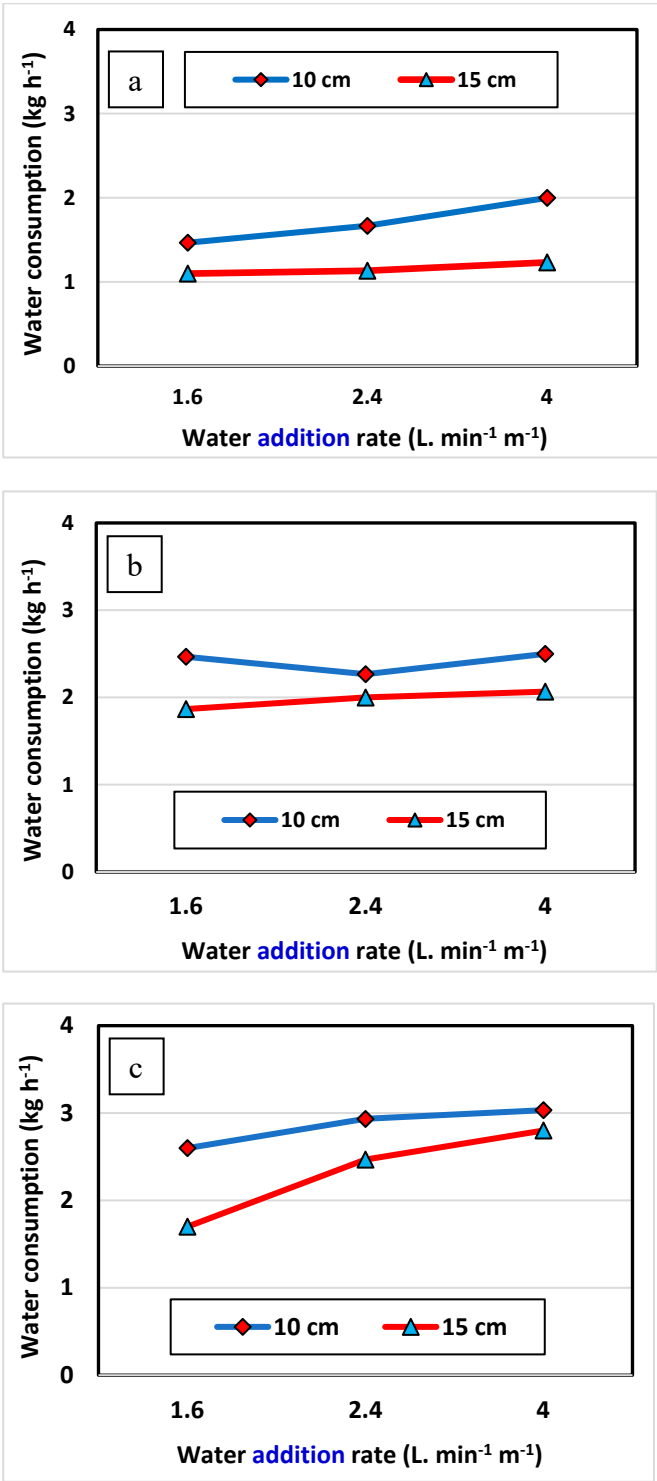 a
10 cm
15 cm
Water consumption (kg h⁻¹)
4
3
2
1
0
1.6
2.4
4
Water addition rate (L. min⁻¹ m⁻¹)
b
Water consumption (kg h⁻¹)
4
3
2
1
0
10 cm
15 cm
1.6
2.4
4
Water addition rate (L. min⁻¹ m⁻¹)
c
Water consumption (kg h⁻¹)
4
3
2
1
0
10 cm
15 cm
1.6
2.4
4
Water addition rate (L. min⁻¹ m⁻¹)